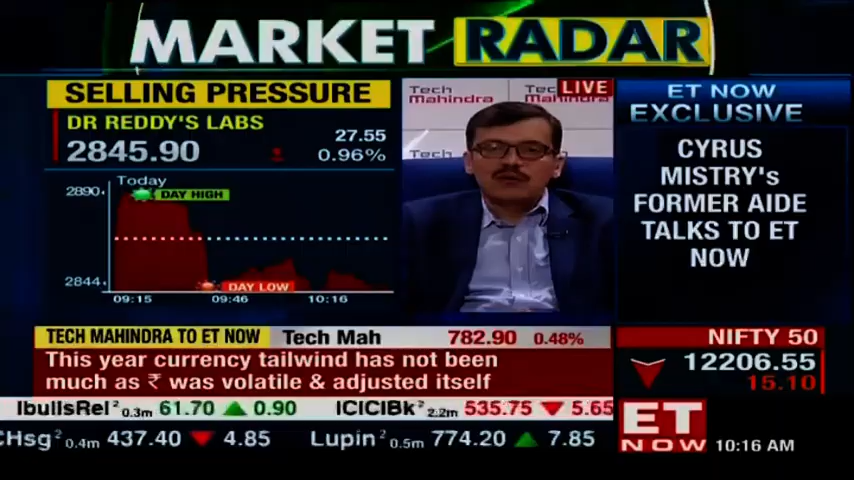 MARKET RADAR
SELLING PRESSURE
DR REDDY'S LABS
27.55
2845.90
0.96%
Today
2890
DAY HIGH
2844
DAY LOW
09:15
09:46
10:16
Tech Mahindra
Tech Mahindra
Tech
LIVE
ET NOW
EXCLUSIVE
CYRUS
MISTRY's
FORMER AIDE
TALKS TO ET
NOW
TECH MAHINDRA TO ET NOW
Tech Mah 782.90 0.48%
This year currency tailwind has not been
much as ₹ was volatile & adjusted itself
NIFTY 50
12206.55
15.10
IbullsRel² 0.3m 61.70 0.90 ICICIBk² 2.2m 535.75 5.65
CHsg² 0.4m 437.40 4.85 Lupin² 0.5m 774.20 7.85
ET
NOW
10:16 AM